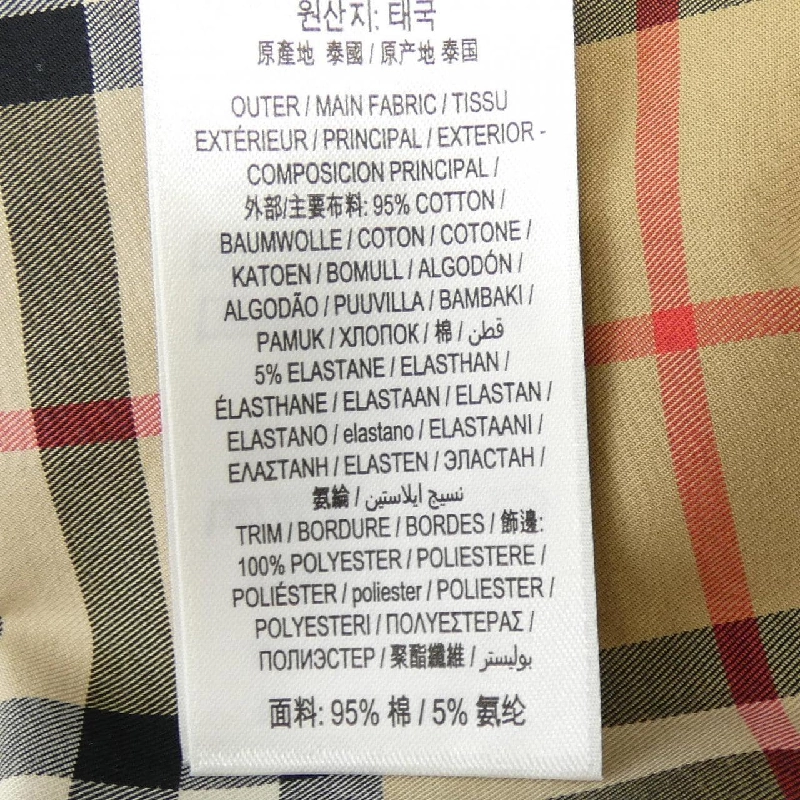 원산지: 태국
原產地 泰國 / 原产地 泰国
OUTER / MAIN FABRIC / TISSU
EXTÉRIEUR / PRINCIPAL / EXTERIOR -
COMPOSICION PRINCIPAL /
外部/主要布料: 95% COTTON /
BAUMWOLLE / COTON / COTONE /
KATOEN / BOMULL / ALGODÓN /
ALGODÃO / PUUVILLA / BAMBAKI /
PAMUK / ХЛОПОК / 棉 / قطن
5% ELASTANE / ELASTHAN /
ÉLASTHANE / ELASTAAN / ELASTAN /
ELASTANO / elastano / ELASTAANI /
ΕΛΑΣΤΑΝΗ / ELASTEN / ЭЛАСТАН /
氨綸 / نسيج ايلاستين
TRIM / BORDURE / BORDES / 飾邊:
100% POLYESTER / POLIESTERE /
POLIÉSTER / poliester / POLIESTER /
POLYESTERI / ΠΟΛΥΕΣΤΕΡΑΣ /
ПОЛИЭСТЕР / 聚酯纖維 / بوليستر
面料: 95% 棉 / 5% 氨纶